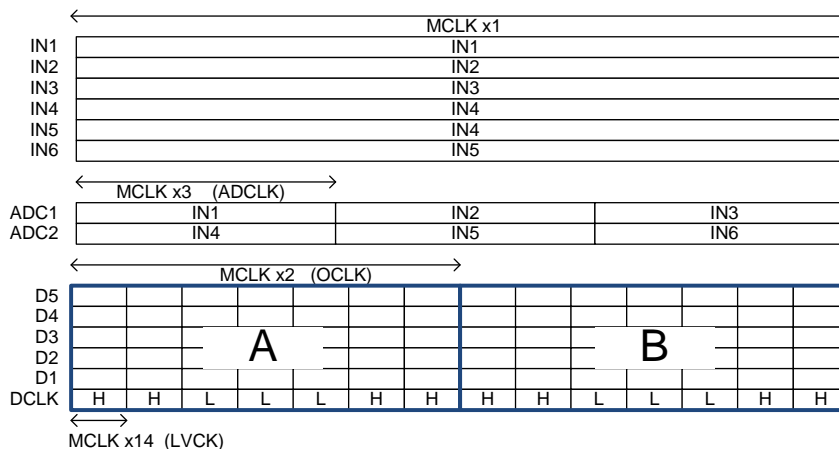 MCLK x1
IN1 IN1
IN2 IN2
IN3 IN3
IN4 IN4
IN5 IN4
IN6 IN5
MCLK x3 (ADCLK)
ADC1 IN1 IN2 IN3
ADC2 IN4 IN5 IN6
MCLK x2 (OCLK)
D5
D4
D3
A B
D2
D1
DCLK H H L L L H H H H L L L H H
MCLK x14 (LVCK)